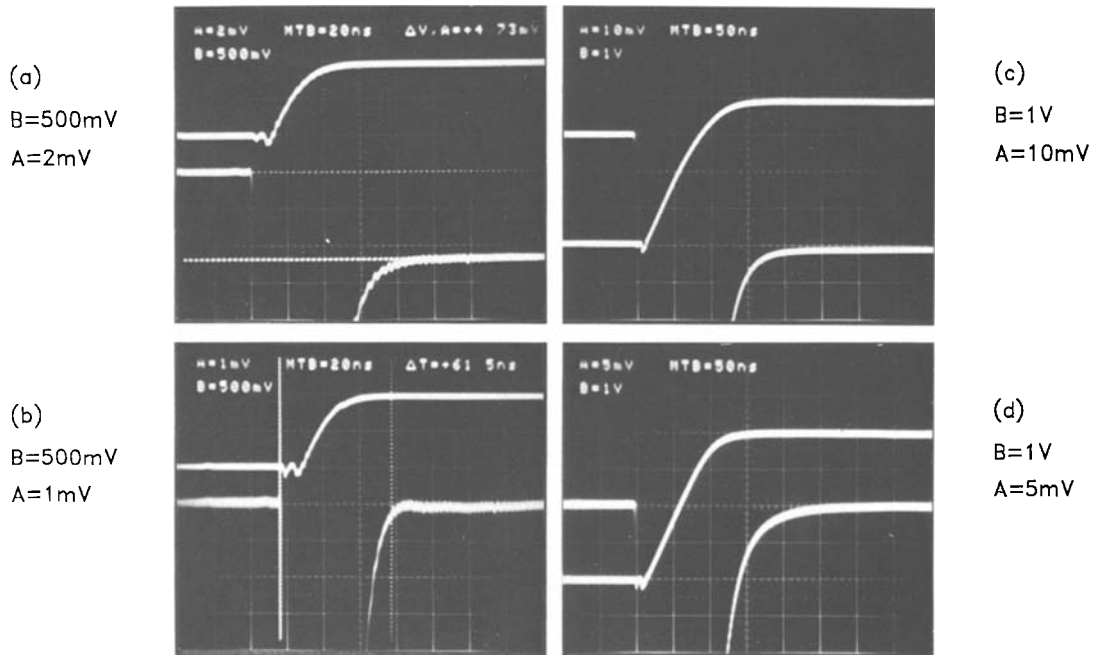 (a)
B=500mV
A=2mV
A=2mV MTB=20ns ΔV.A=+4 73mV
B=500mV
A=10mV MTB=50ns
B=1V
(c)
B=1V
A=10mV
(b)
B=500mV
A=1mV
A=1mV MTB=20ns ΔT=+61 5ns
B=500mV
A=5mV MTB=50ns
B=1V
(d)
B=1V
A=5mV